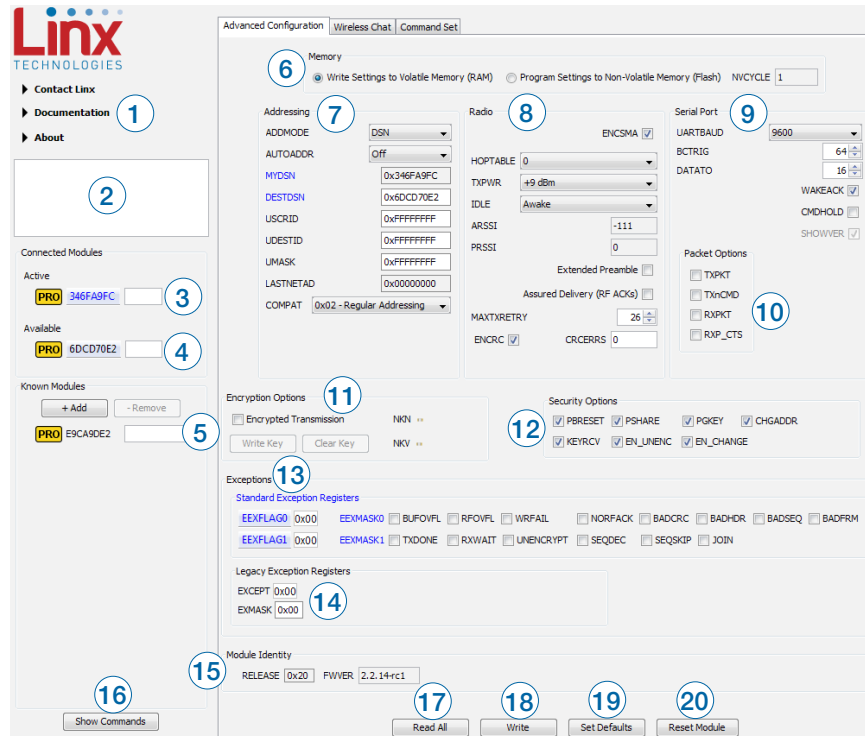 Linx
TECHNOLOGIES
Contact Linx
Documentation
About
1
2
Connected Modules
Active
PRO 346FA9FC
3
Available
PRO 6DCD70E2
4
Known Modules
+ Add - Remove
PRO E9CA9DE2
5
16
Show Commands
Advanced Configuration Wireless Chat Command Set
Memory
6 Write Settings to Volatile Memory (RAM) Program Settings to Non-Volatile Memory (Flash) NVCYCLE 1
Addressing 7
ADDMODE DSN
AUTOADDR Off
MYDSN 0x346FA9FC
DESTDSN 0x6DCD70E2
USCRID 0xFFFFFFFF
UDESTID 0xFFFFFFFF
UMASK 0xFFFFFFFF
LASTNETAD 0x00000000
COMPAT 0x02 - Regular Addressing
Radio 8
ENCSMA
HOPTABLE 0
TXPWR +9 dBm
IDLE Awake
ARSSI -111
PRSSI 0
Extended Preamble
Assured Delivery (RF ACKs)
MAXTXRETRY 26
ENCRC CRCERRS 0
Serial Port 9
UARTBAUD 9600
BCTRIG 64
DATATO 16
WAKEACK
CMDHOLD
SHOWVER
Packet Options
TXPKT
TXnCMD
RXPKT
RXP_CTS
10
Encryption Options 11
Encrypted Transmission NKN
Write Key Clear Key NKV
Security Options
12
PBRESET PSHARE PGKEY CHGADDR
KEYRCV EN_UNENC EN_CHANGE
Exceptions 13
Standard Exception Registers
EEXFLAG0 0x00 EEXMASK0 BUFOVFL RFOVFL WRFAIL NORFACK BADCRC BADHDR BADSEQ BADFRM
EEXFLAG1 0x00 EEXMASK1 TXDONE RXWAIT UNENCRYPT SEQDEC SEQSKIP JOIN
Legacy Exception Registers
EXCEPT 0x00
EXMASK 0x00
14
Module Identity
15 RELEASE 0x20 FWVER 2.2.14-rc1
17 18 19 20
Read All Write Set Defaults Reset Module